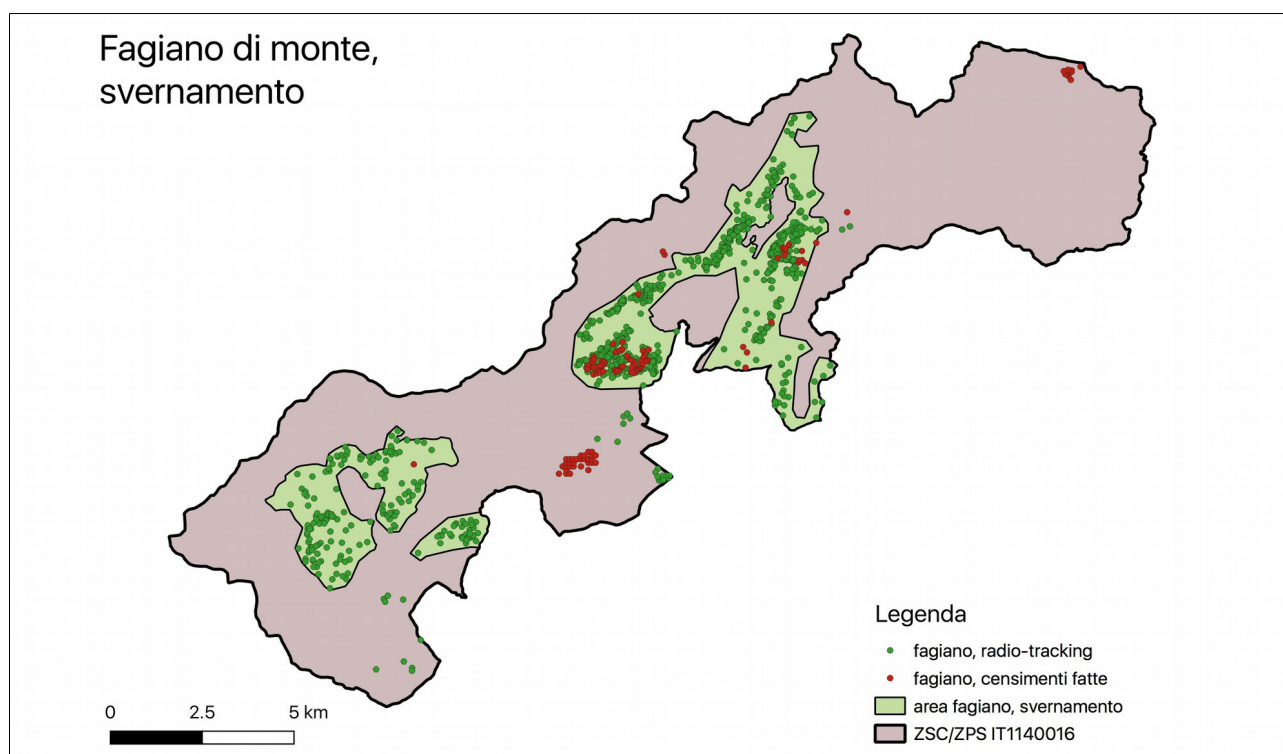 Fagiano di monte,
svernamento
Legenda
fagiano, radio-tracking
fagiano, censimenti fatte
area fagiano, svernamento
ZSC/ZPS IT1140016
0 2.5 5 km